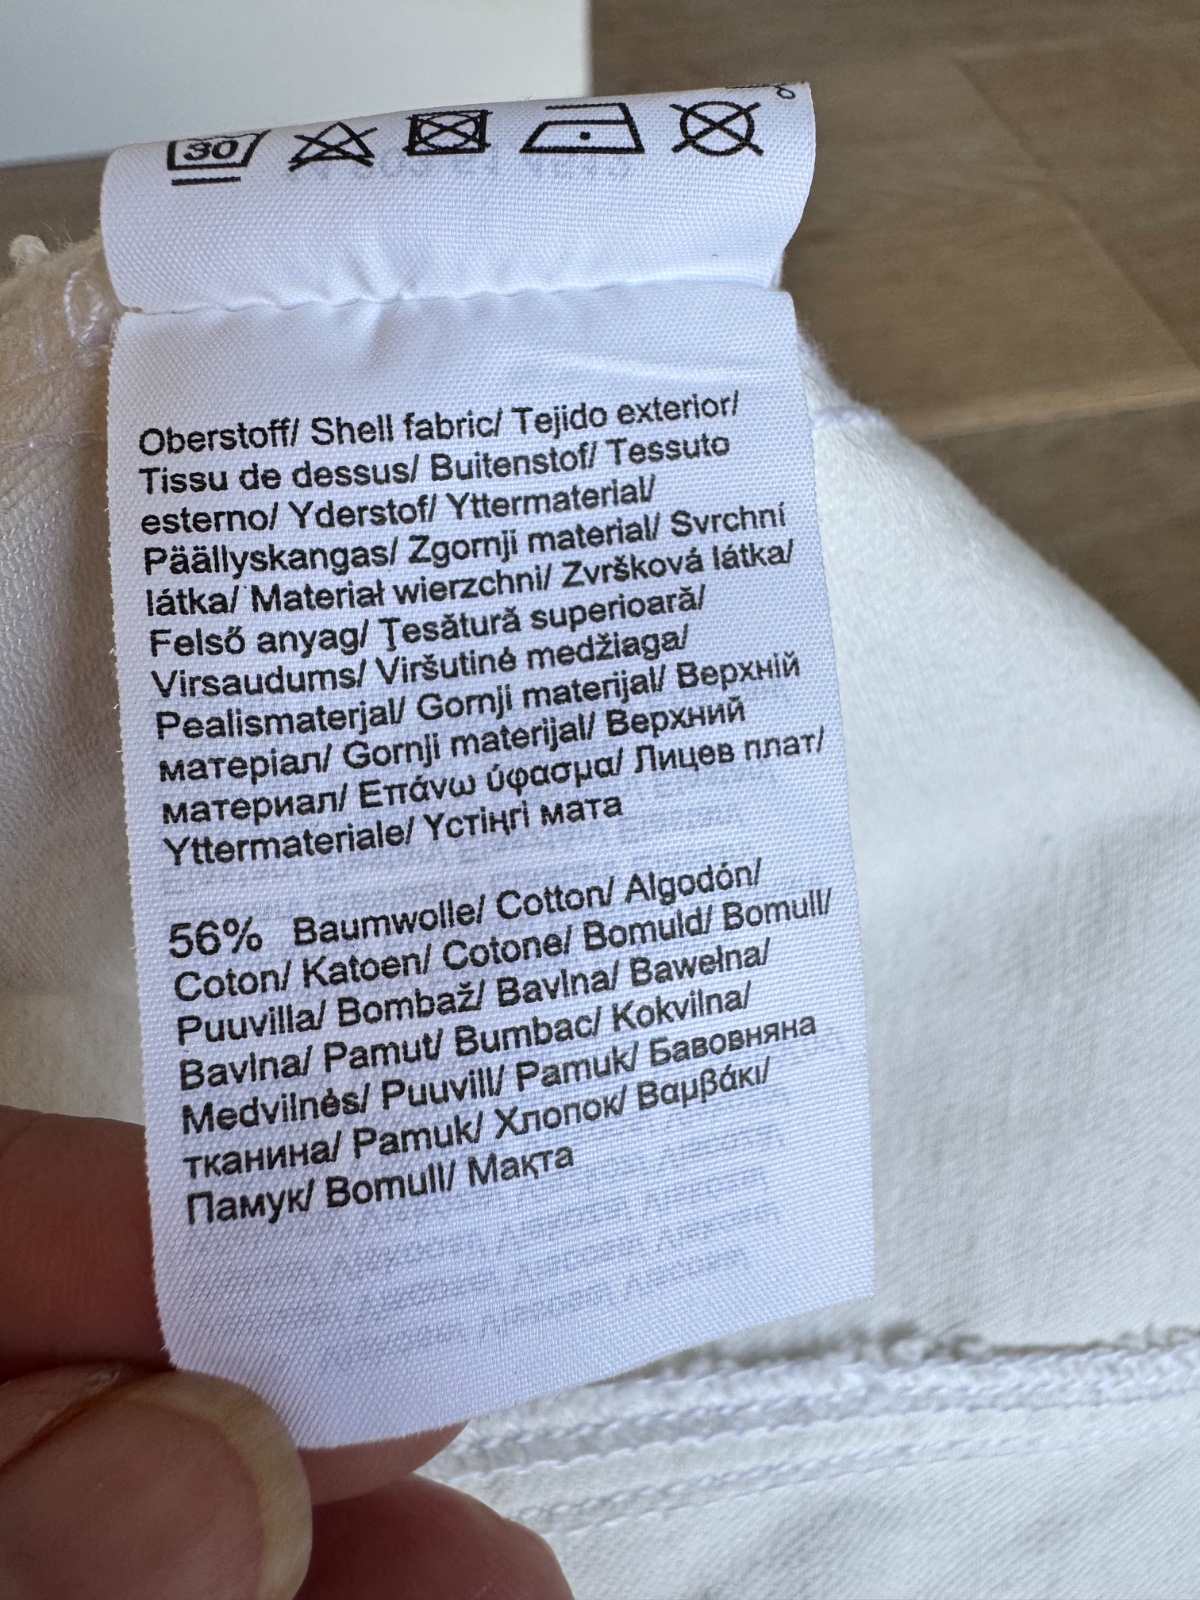 30
Oberstoff/ Shell fabric/ Tejido exterior/
Tissu de dessus/ Buitenstof/ Tessuto
esterno/ Yderstof/ Yttermaterial/
Päällyskangas/ Zgornji material/ Svrchní
látka/ Materiał wierzchni/ Zvršková látka/
Felső anyag/ Ţesătură superioară/
Virsaudums/ Viršutinė medžiaga/
Pealismaterjal/ Gornji materijal/ Верхній
матеріал/ Gornji materijal/ Верхний
материал/ Επάνω ύφασμα/ Лицев плат/
Yttermateriale/ Үстіңгі мата
56% Baumwolle/ Cotton/ Algodón/
Coton/ Katoen/ Cotone/ Bomuld/ Bomull/
Puuvilla/ Bombaž/ Bavlna/ Bawełna/
Bavlna/ Pamut/ Bumbac/ Kokvilna/
Medvilnės/ Puuvill/ Pamuk/ Бавовняна
тканина/ Pamuk/ Хлопок/ Βαμβάκι/
Памук/ Bomull/ Мақта